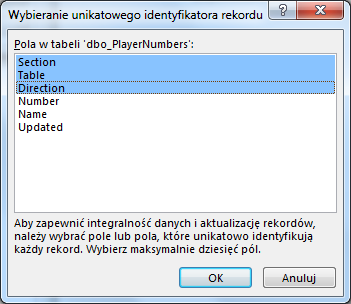 Wybieranie unikatowego identyfikatora rekordu
Pola w tabeli 'dbo_PlayerNumbers':
Section
Table
Direction
Number
Name
Updated
Aby zapewnić integralność danych i aktualizację rekordów,
należy wybrać pole lub pola, które unikatowo identyfikują
każdy rekord. Wybierz maksymalnie dziesięć pól.
OK
Anuluj